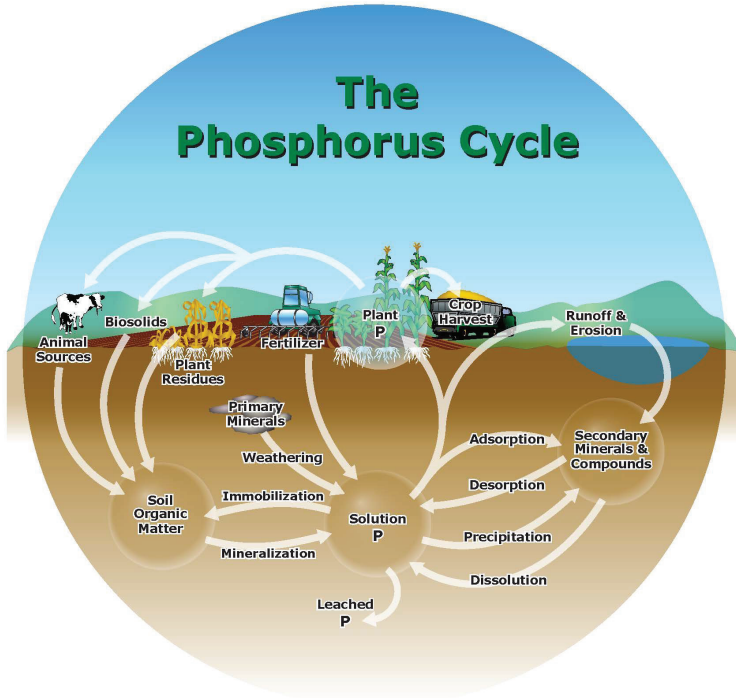 The
Phosphorus Cycle
Animal
Sources
Biosolids
Plant
Residues
Fertilizer
Plant
P
Crop
Harvest
Runoff &
Erosion
Primary
Minerals
Weathering
Adsorption
Secondary
Minerals &
Compounds
Desorption
Soil
Organic
Matter
Immobilization
Mineralization
Solution
P
Precipitation
Dissolution
Leached
P